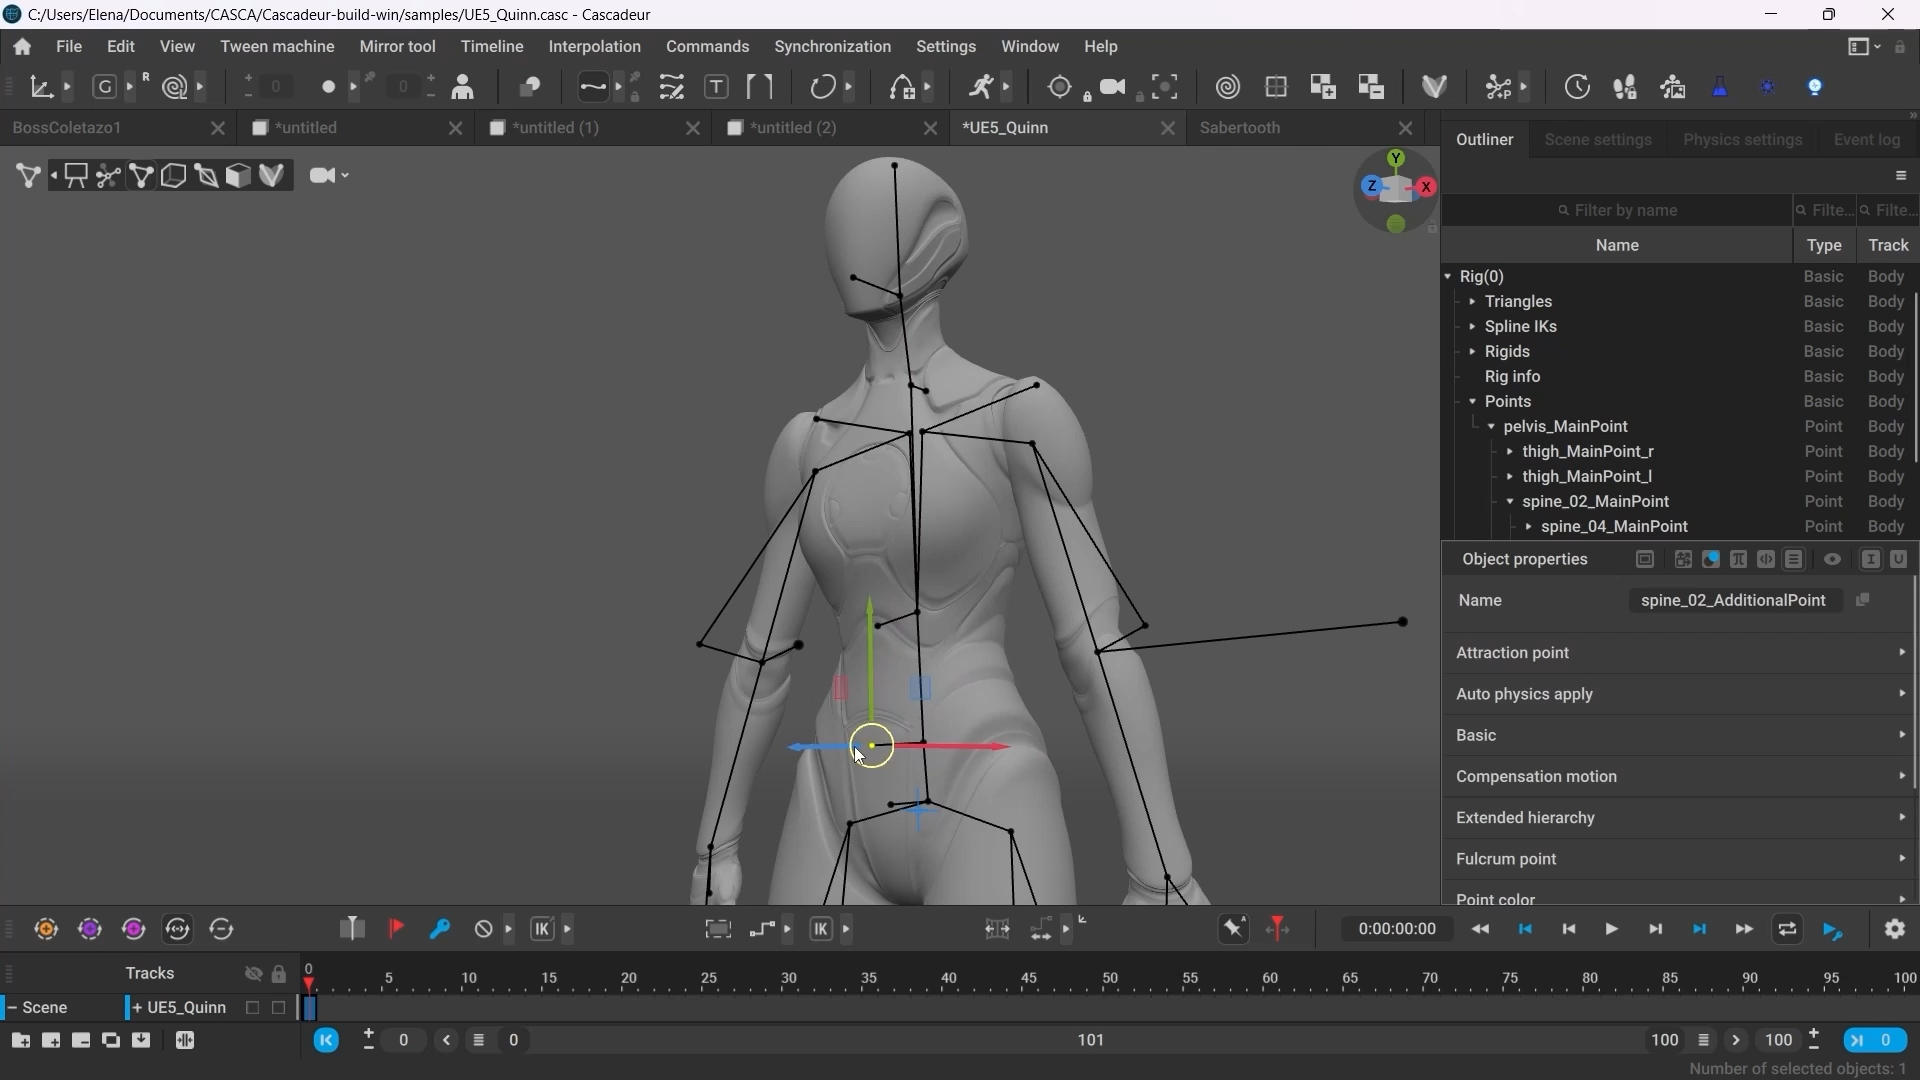 C:/Users/Elena/Documents/CASCA/Cascadeur-build-win/samples/UE5_Quinn.casc - Cascadeur
File Edit View Tween machine Mirror tool Timeline Interpolation Commands Synchronization Settings Window Help
G R 0 0 T P
BossColetazo1 *untitled *untitled (1) *untitled (2) *UE5_Quinn Sabertooth
Outliner Scene settings Physics settings Event log
Y
Z X
Filter by name Filte... Filte...
Name Type Track
Rig(0) Basic Body
Triangles Basic Body
Spline IKs Basic Body
Rigids Basic Body
Rig info Basic Body
Points Basic Body
pelvis_MainPoint Point Body
thigh_MainPoint_r Point Body
thigh_MainPoint_l Point Body
spine_02_MainPoint Point Body
spine_04_MainPoint Point Body
Object properties
Name spine_02_AdditionalPoint
Attraction point
Auto physics apply
Basic
Compensation motion
Extended hierarchy
Fulcrum point
Point color
IK IK A 0:00:00:00
Tracks 0 5 10 15 20 25 30 35 40 45 50 55 60 65 70 75 80 85 90 95 100
Scene + UE5_Quinn
0 0 101 100 100 0
Number of selected objects: 1